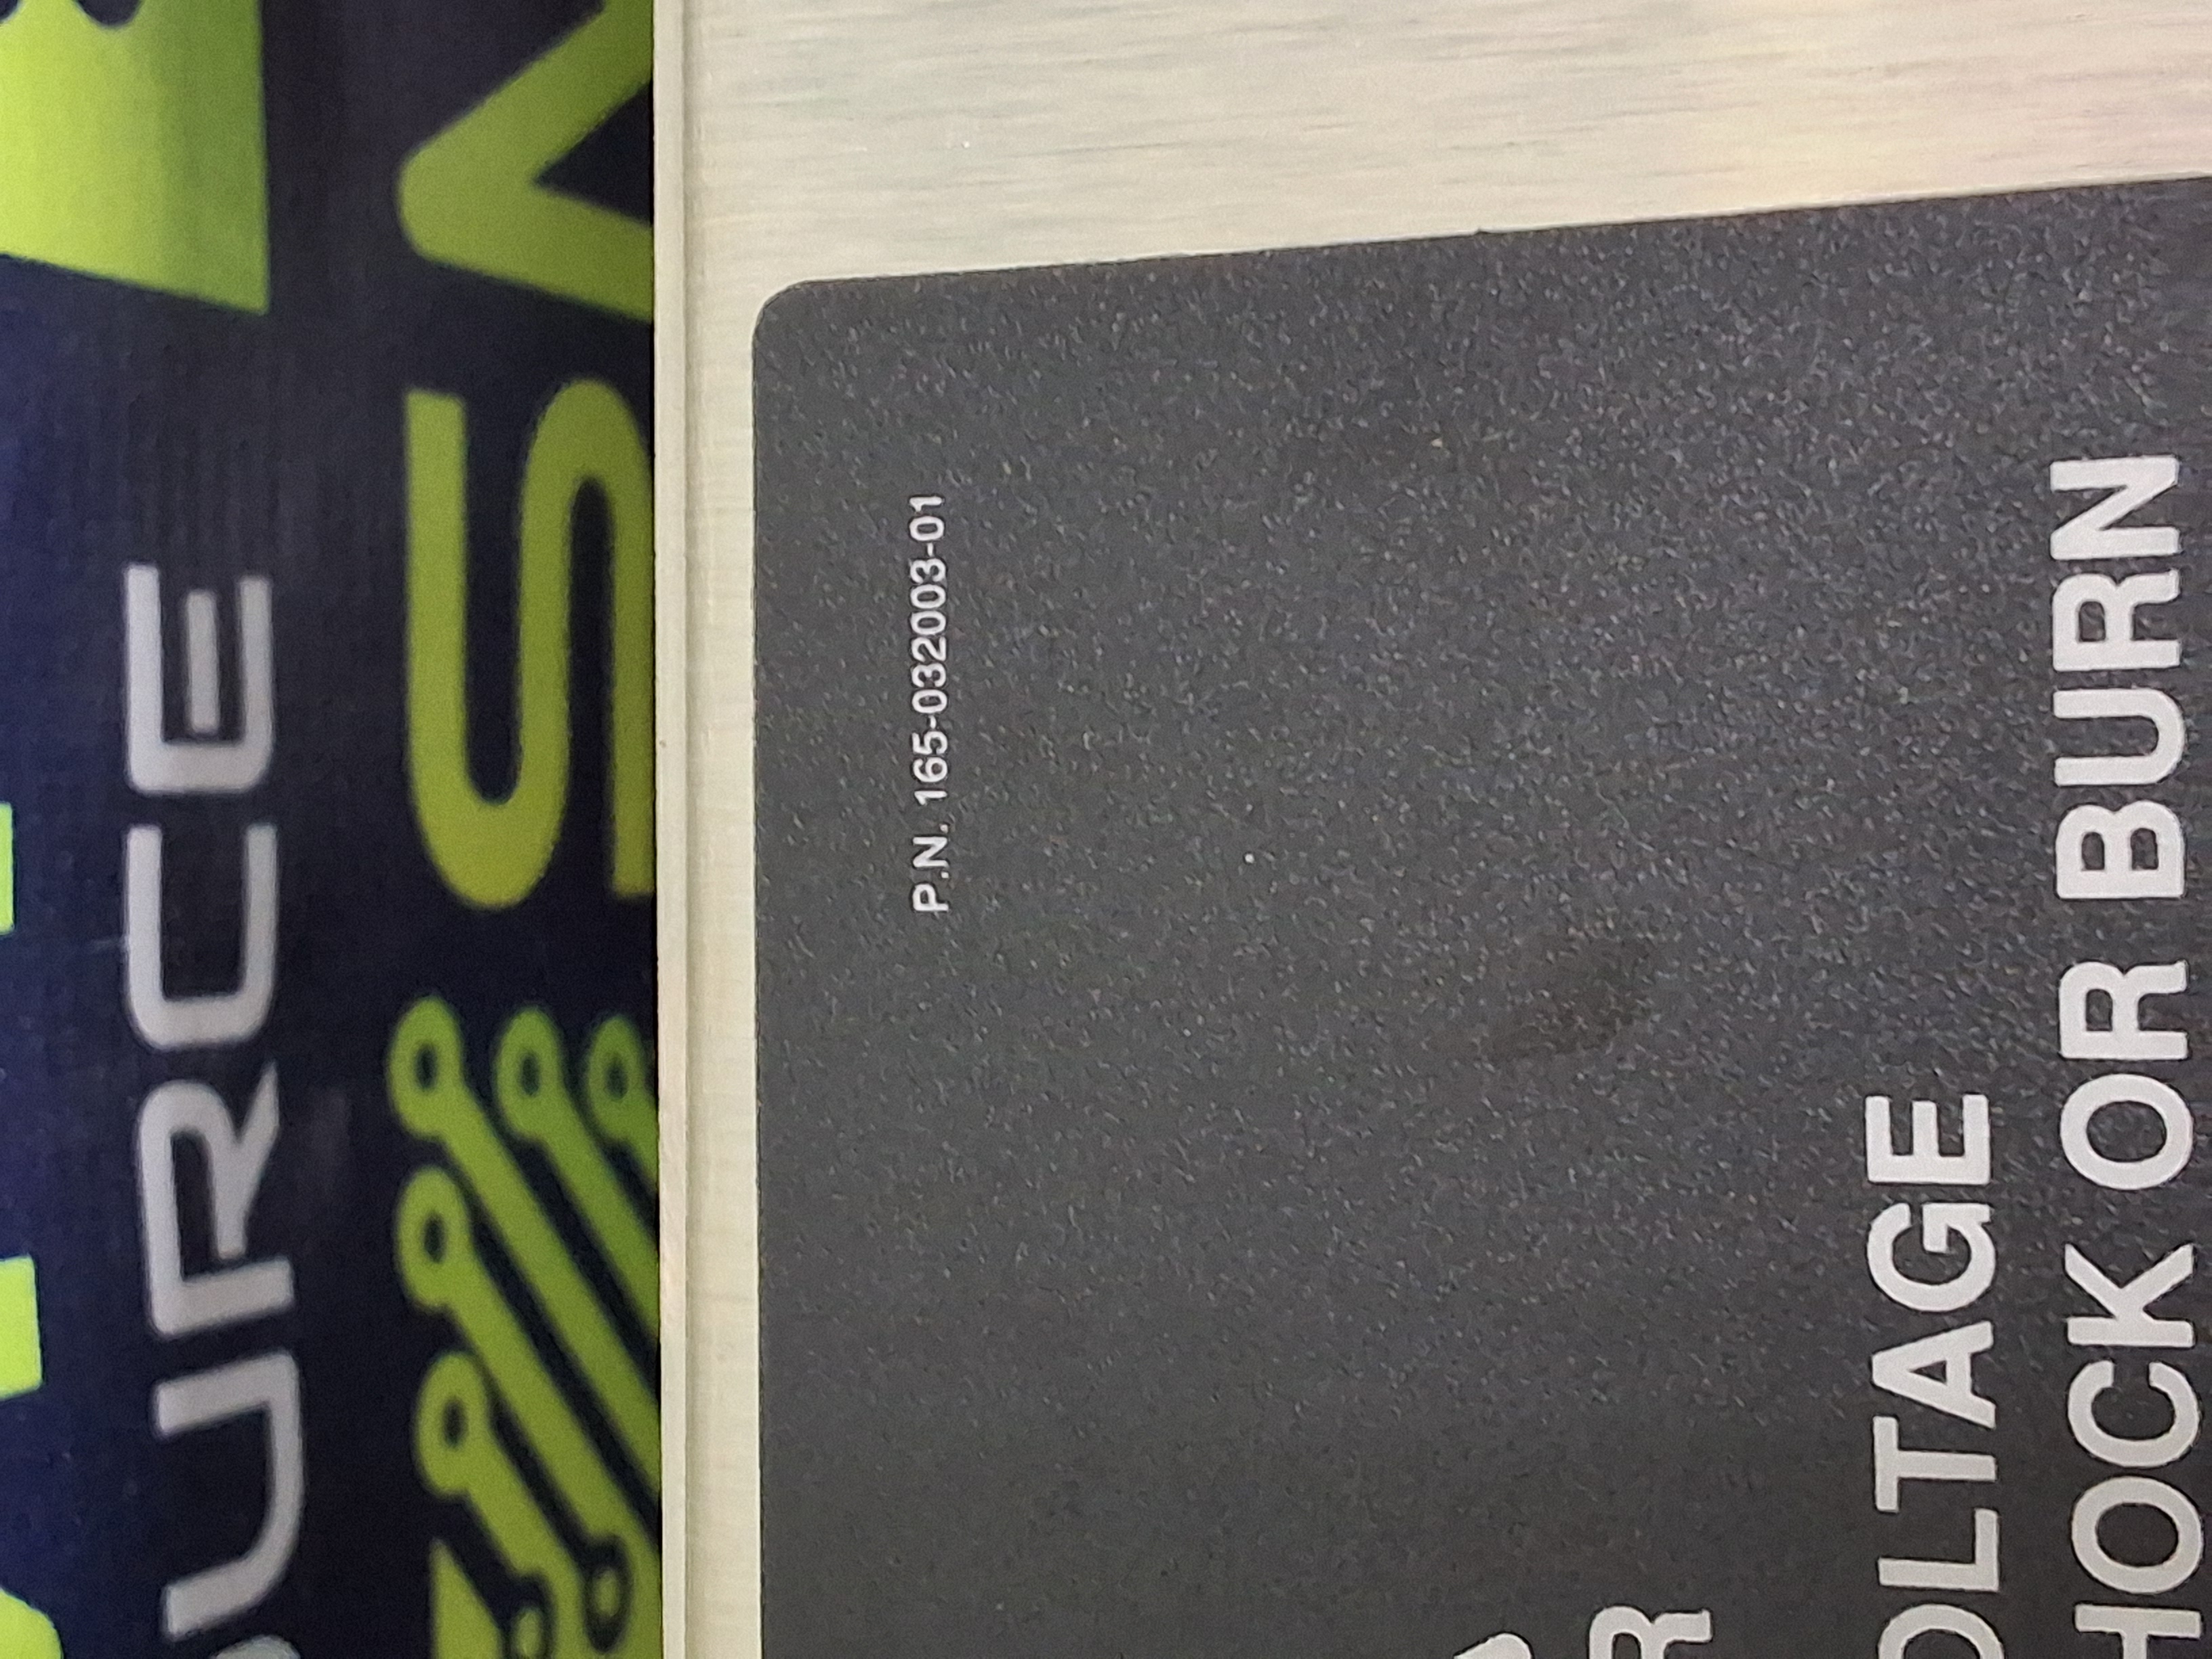 URCE
P.N. 165-032003-01
R
OLTAGE
HOCK OR BURN